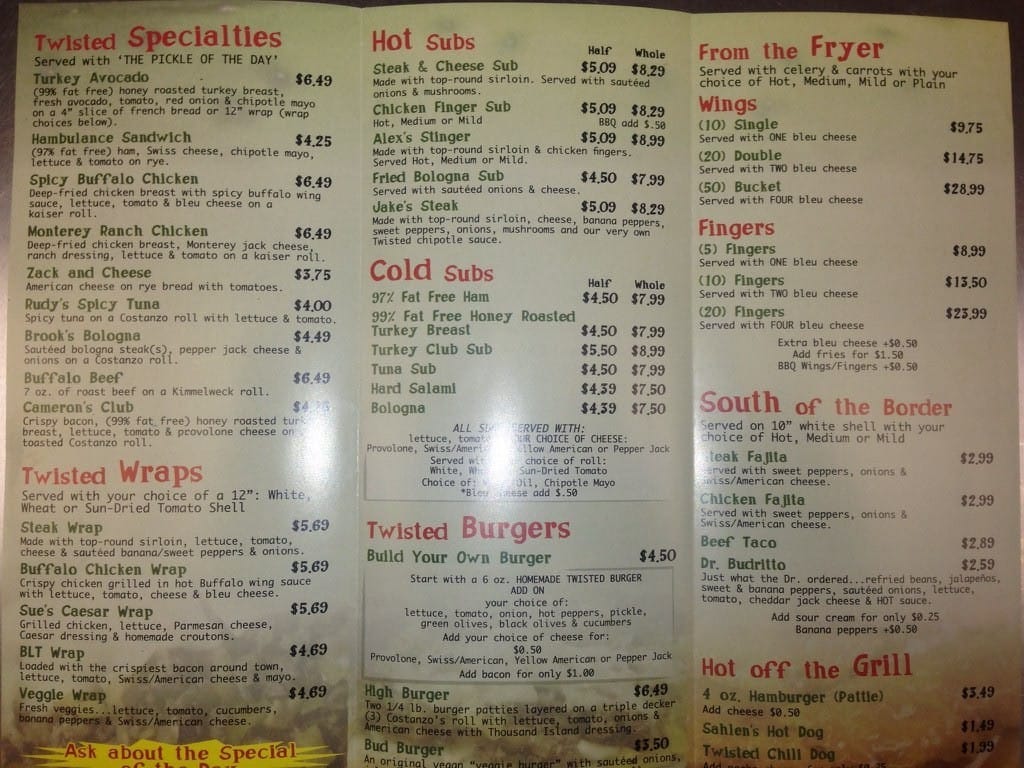 Twisted Specialties
Served with 'THE PICKLE OF THE DAY'
Turkey Avocado $6.49
(99% fat free) honey roasted turkey breast,
fresh avocado, tomato, red onion & chipotle mayo
on a 4" slice of french bread or 12" wrap (wrap
choices below).
Hambulance Sandwich $4.25
(97% fat free) ham, Swiss cheese, chipotle mayo,
lettuce & tomato on rye.
Spicy Buffalo Chicken $6.49
Deep-fried chicken breast with spicy buffalo wing
sauce, lettuce, tomato & bleu cheese on a
kaiser roll.
Monterey Ranch Chicken $6.49
Deep-fried chicken breast, Monterey jack cheese,
ranch dressing, lettuce & tomato on a kaiser roll.
Zack and Cheese $3.75
American cheese on rye bread with tomatoes.
Rudy's Spicy Tuna $4.00
Spicy tuna on a Costanzo roll with lettuce & tomato.
Brook's Bologna $4.49
Sautéed bologna steak(s), pepper jack cheese &
onions on a Costanzo roll.
Buffalo Beef $6.49
7 oz. of roast beef on a Kimmelweck roll.
Cameron's Club
Crispy bacon, (99% fat free) honey roasted turk
breast, lettuce, tomato & provolone cheese on
toasted Costanzo roll.
Twisted Wraps
Served with your choice of a 12": White,
Wheat or Sun-Dried Tomato Shell
Steak Wrap $5.69
Made with top-round sirloin, lettuce, tomato,
cheese & sautéed banana/sweet peppers & onions.
Buffalo Chicken Wrap $5.69
Crispy chicken grilled in hot Buffalo wing sauce
with lettuce, tomato, cheese & bleu cheese.
Sue's Caesar Wrap $5.69
Grilled chicken, lettuce, Parmesan cheese,
Caesar dressing & homemade croutons.
BLT Wrap $4.69
Loaded with the crispiest bacon around town,
lettuce, tomato, Swiss/American cheese & mayo.
Veggie Wrap $4.69
Fresh veggies...lettuce, tomato, cucumbers,
banana peppers & Swiss/American cheese.
Ask about the Special
of the Day
Hot Subs Half Whole
Steak & Cheese Sub $5.09 $8.29
Made with top-round sirloin. Served with sautéed
onions & mushrooms.
Chicken Finger Sub $5.09 $8.29
Hot, Medium or Mild BBQ add $.50
Alex's Stinger $5.09 $8.99
Made with top-round sirloin & chicken fingers.
Served Hot, Medium or Mild.
Fried Bologna Sub $4.50 $7.99
Served with sautéed onions & cheese.
Jake's Steak $5.09 $8.29
Made with top-round sirloin, cheese, banana peppers,
sweet peppers, onions, mushrooms and our very own
Twisted chipotle sauce.
Cold Subs Half Whole
97% Fat Free Ham $4.50 $7.99
99% Fat Free Honey Roasted
Turkey Breast $4.50 $7.99
Turkey Club Sub $5.50 $8.99
Tuna Sub $4.50 $7.99
Hard Salami $4.39 $7.50
Bologna $4.39 $7.50
ALL SU SERVED WITH:
lettuce, tomat OUR CHOICE OF CHEESE:
Provolone, Swiss/Amer Yellow American or Pepper Jack
Served wi choice of roll:
White, Wh Sun-Dried Tomato
Choice of: Oil, Chipotle Mayo
*Bleu cheese add $.50
Twisted Burgers
Build Your Own Burger $4.50
Start with a 6 oz. HOMEMADE TWISTED BURGER
ADD ON
your choice of:
lettuce, tomato, onion, hot peppers, pickle,
green olives, black olives & cucumbers
Add your choice of cheese for:
$0.50
Provolone, Swiss/American, Yellow American or Pepper Jack
Add bacon for only $1.00
High Burger $6.49
Two 1/4 lb. burger patties layered on a triple decker
(3) Costanzo's roll with lettuce, tomato, onions &
American cheese with Thousand Island dressing.
Bud Burger $3.50
An original vegan "veggie burger" with sautéed onions,
From the Fryer
Served with celery & carrots with your
choice of Hot, Medium, Mild or Plain
Wings
(10) Single $9.75
Served with ONE bleu cheese
(20) Double $14.75
Served with TWO bleu cheese
(50) Bucket $28.99
Served with FOUR bleu cheese
Fingers
(5) Fingers $8.99
Served with ONE bleu cheese
(10) Fingers $13.50
Served with TWO bleu cheese
(20) Fingers $23.99
Served with FOUR bleu cheese
Extra bleu cheese +$0.50
Add fries for $1.50
BBQ Wings/Fingers +$0.50
South of the Border
Served on 10" white shell with your
choice of Hot, Medium or Mild
Steak Fajita $2.99
Served with sweet peppers, onions &
Swiss/American cheese.
Chicken Fajita $2.99
Served with sweet peppers, onions &
Swiss/American cheese.
Beef Taco $2.89
Dr. Budritto $2.59
Just what the Dr. ordered...refried beans, jalapeños,
sweet & banana peppers, sautéed onions, lettuce,
tomato, cheddar jack cheese & HOT sauce.
Add sour cream for only $0.25
Banana peppers +$0.50
Hot off the Grill
4 oz. Hamburger (Pattie) $3.49
Add cheese $0.50
Sahlen's Hot Dog $1.49
Twisted Chili Dog $1.99